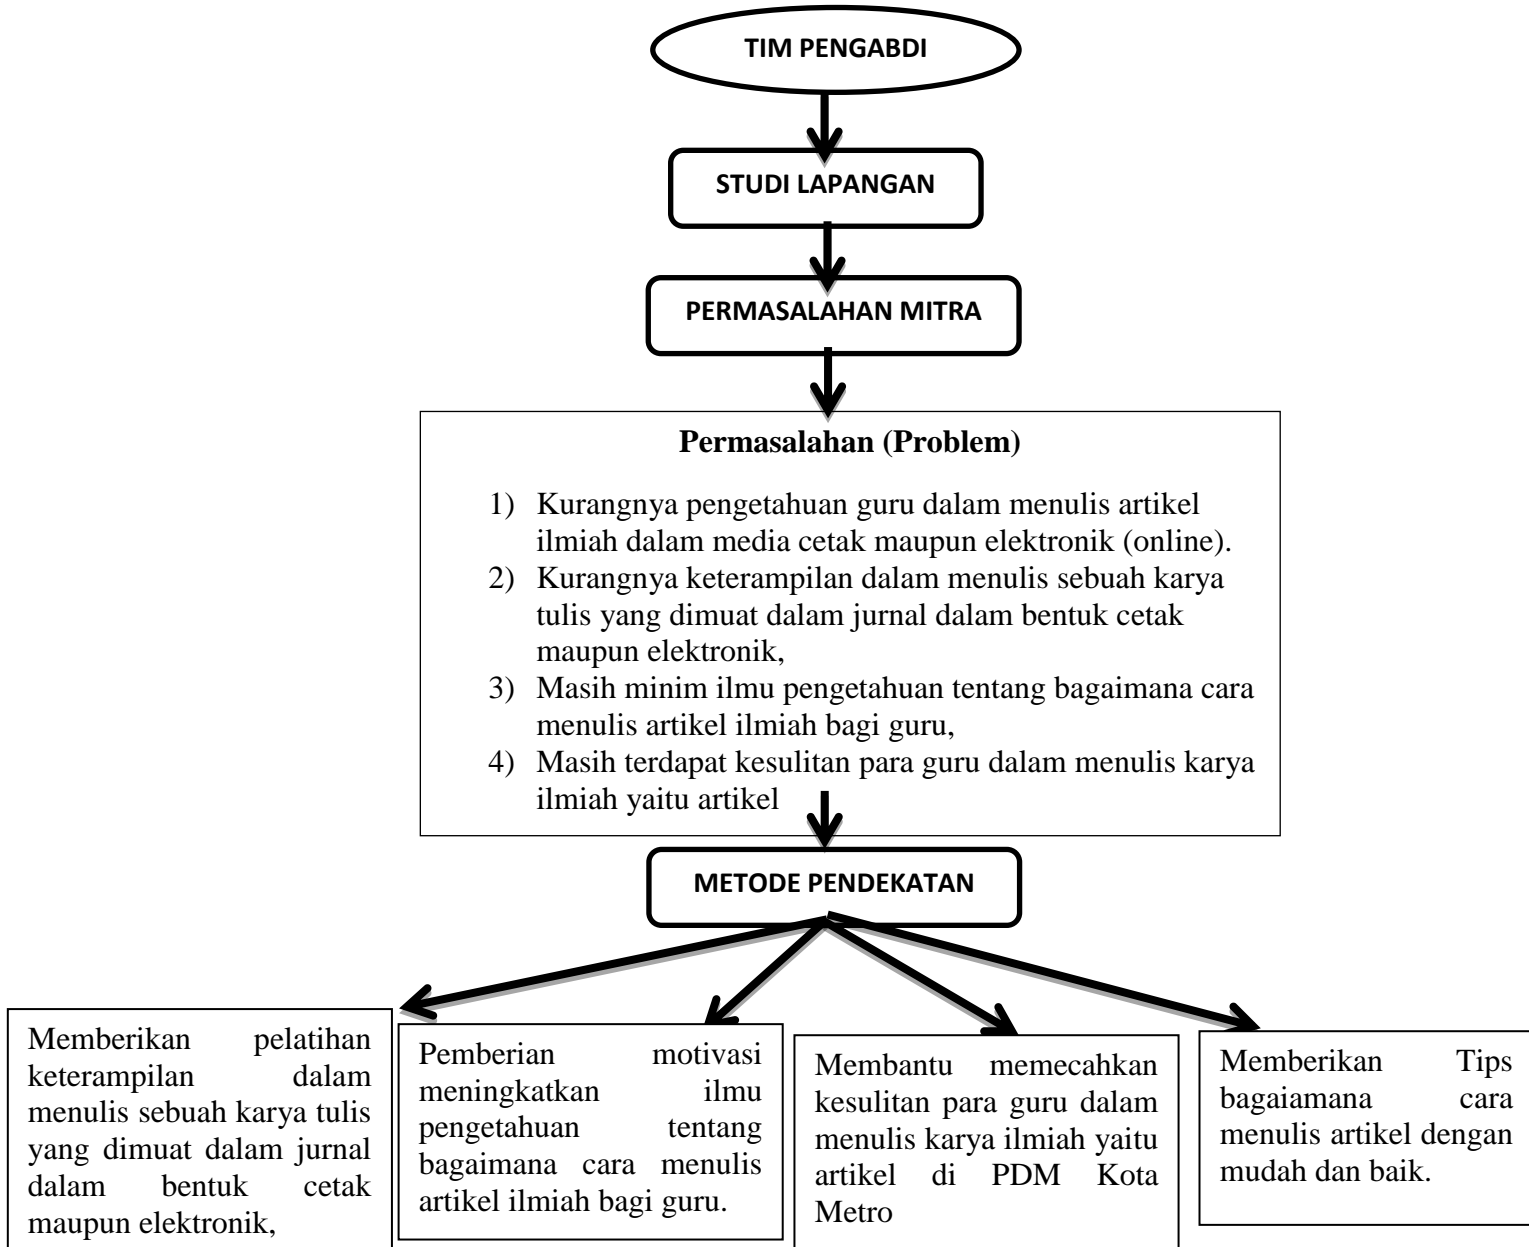 TIM PENGABDI
STUDI LAPANGAN
PERMASALAHAN MITRA
Permasalahan (Problem)
1) Kurangnya pengetahuan guru dalam menulis artikel
ilmiah dalam media cetak maupun elektronik (online).
2) Kurangnya keterampilan dalam menulis sebuah karya
tulis yang dimuat dalam jurnal dalam bentuk cetak
maupun elektronik,
3) Masih minim ilmu pengetahuan tentang bagaimana cara
menulis artikel ilmiah bagi guru,
4) Masih terdapat kesulitan para guru dalam menulis karya
ilmiah yaitu artikel
METODE PENDEKATAN
Memberikan pelatihan
keterampilan dalam
menulis sebuah karya tulis
yang dimuat dalam jurnal
dalam bentuk cetak
maupun elektronik,
Pemberian motivasi
meningkatkan ilmu
pengetahuan tentang
bagaimana cara menulis
artikel ilmiah bagi guru.
Membantu memecahkan
kesulitan para guru dalam
menulis karya ilmiah yaitu
artikel di PDM Kota
Metro
Memberikan Tips
bagaiamana cara
menulis artikel dengan
mudah dan baik.